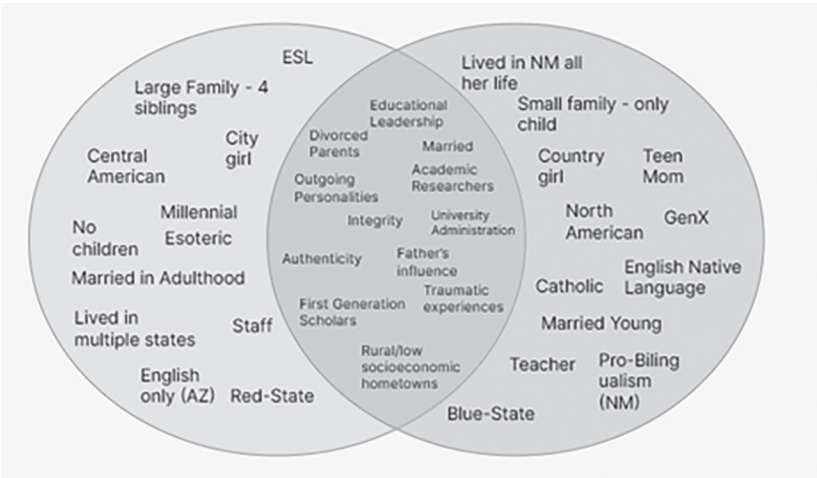 ESL
Large Family - 4
siblings
City
girl
Central
American
Millennial
No
children
Esoteric
Married in Adulthood
Lived in
multiple states
Staff
English
only (AZ)
Red-State
Educational
Leadership
Divorced
Parents
Married
Outgoing
Personalities
Academic
Researchers
Integrity
University
Administration
Authenticity
Father's
influence
First Generation
Scholars
Traumatic
experiences
Rural/low
socioeconomic
hometowns
Lived in NM all
her life
Small family - only
child
Country
girl
Teen
Mom
North
American
GenX
Catholic
English Native
Language
Married Young
Teacher
Pro-Biling
ualism
(NM)
Blue-State